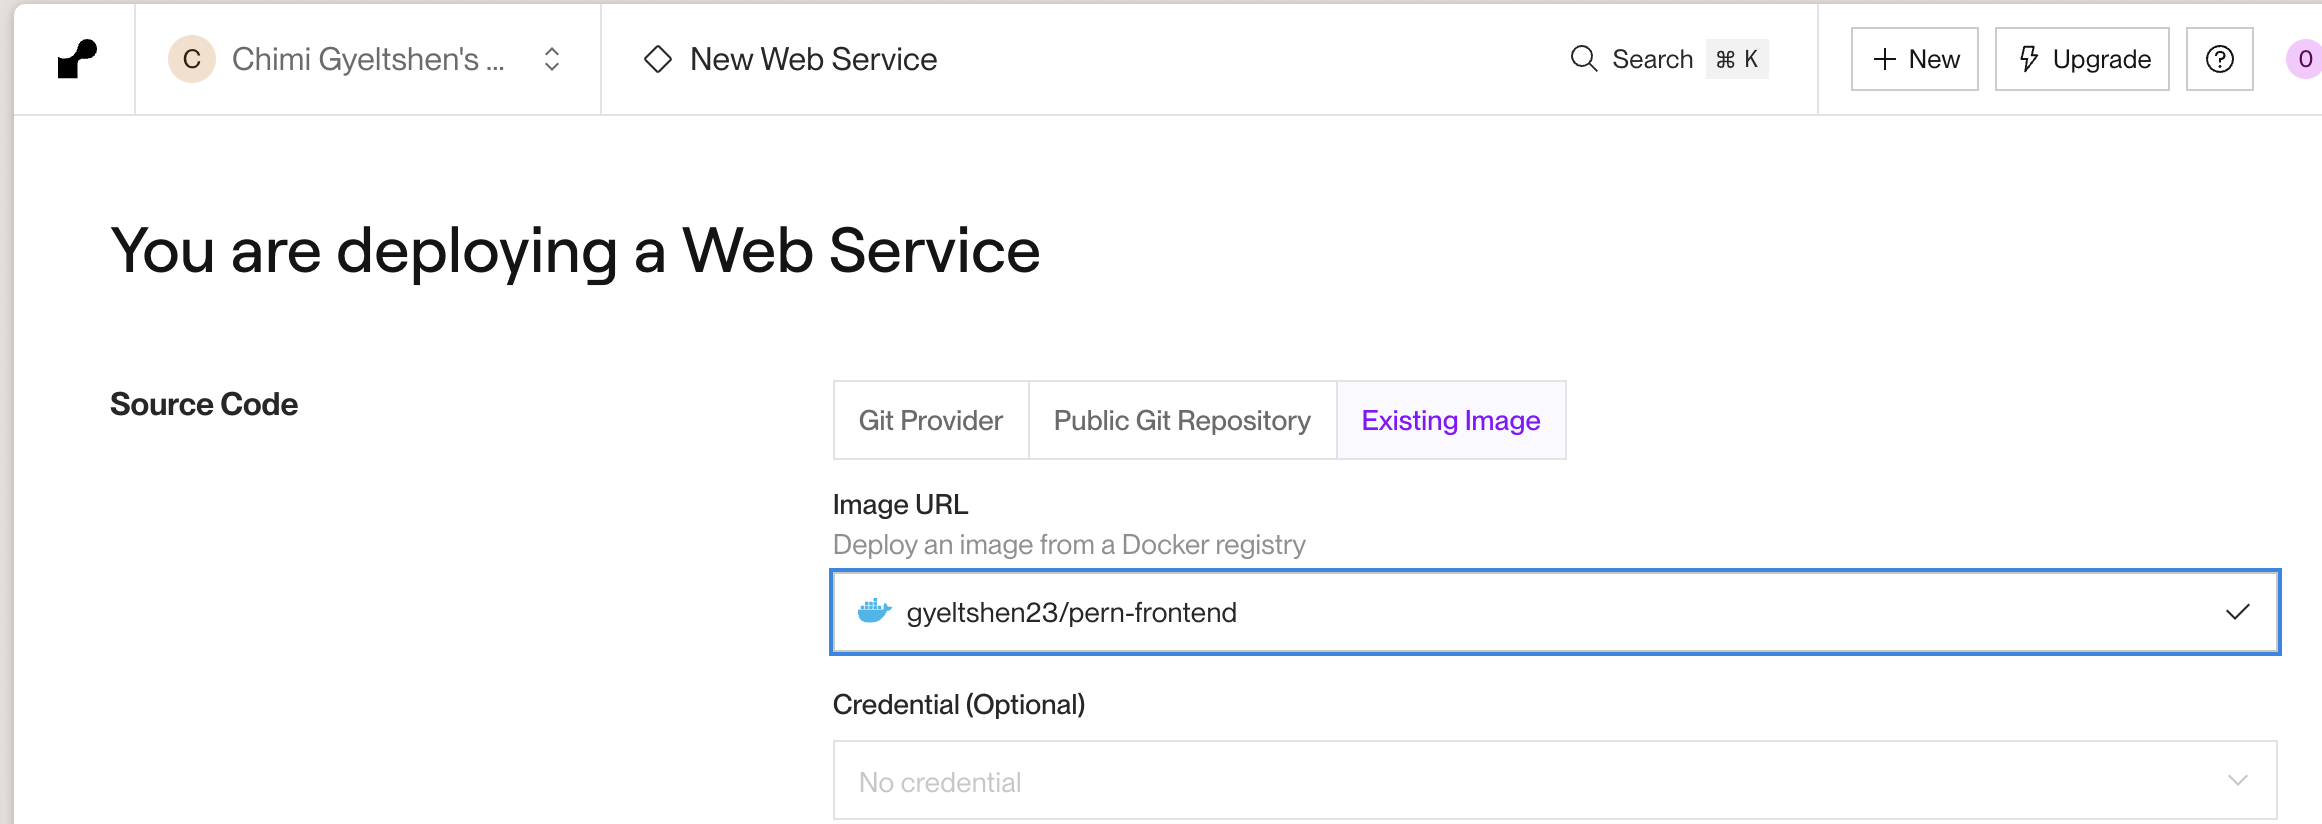 C Chimi Gyeltshen's ...
New Web Service
Search ⌘ K
+ New
Upgrade
?
0
You are deploying a Web Service
Source Code
Git Provider
Public Git Repository
Existing Image
Image URL
Deploy an image from a Docker registry
gyeltshen23/pern-frontend
Credential (Optional)
No credential